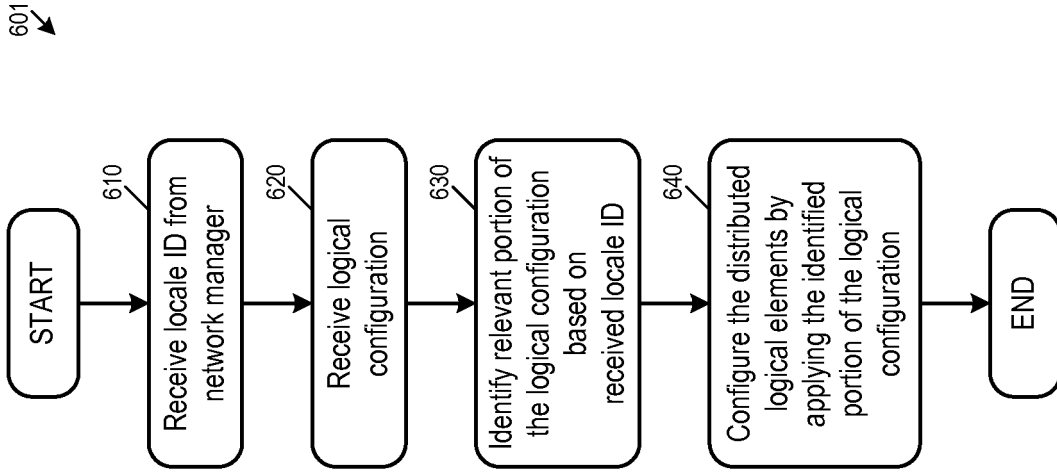 601
START
610
Receive locale ID from
network manager
620
Receive logical
configuration
630
Identify relevant portion of
the logical configuration
based on
received locale ID
640
Configure the distributed
logical elements by
applying the identified
portion of the logical
configuration
END